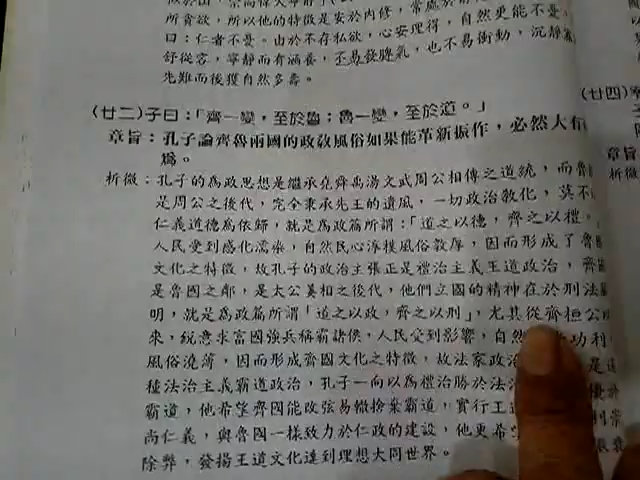 所貪欲,所以他的特徵是安於內修,常處於
曰:仁者不憂。由於不存私欲,心安理得,自然更能不憂。
舒從容,寧靜而有涵養,不易發脾氣,也不易衝動,沉靜
先難而後獲自然多壽。
(廿二)子曰:「齊一變,至於魯;魯一變,至於道。」
章旨:孔子論齊魯兩國的政教風俗如果能革新振作,必然大有
為。
析微:孔子的為政思想是繼承堯舜禹湯文武周公相傳之道統,而魯
是周公之後代,完全秉承先王的遺風,一切政治教化,莫不
仁義道德為依歸,就是為政篇所謂:「道之以德,齊之以禮。
人民受到感化濡染,自然民心淳樸風俗敦厚,因而形成了魯
文化之特徵,故孔子的政治主張正是禮治主義王道政治,齊
是魯國之鄰,是太公姜相之後代,他們立國的精神在於刑法
明,就是為政篇所謂「道之以政,齊之以刑」,尤其從齊桓公
來,銳意求富國強兵稱霸諸侯,人民受到影響,自然 功利
風俗澆薄,因而形成齊國文化之特徵,故法家政治 是
種法治主義霸道政治,孔子一向以為禮治勝於法
霸道,他希望齊國能改弦易轍捨棄霸道,實行王
尚仁義,與魯國一樣致力於仁政的建設,他更希
除弊,發揚王道文化達到理想大同世界。
(廿四)